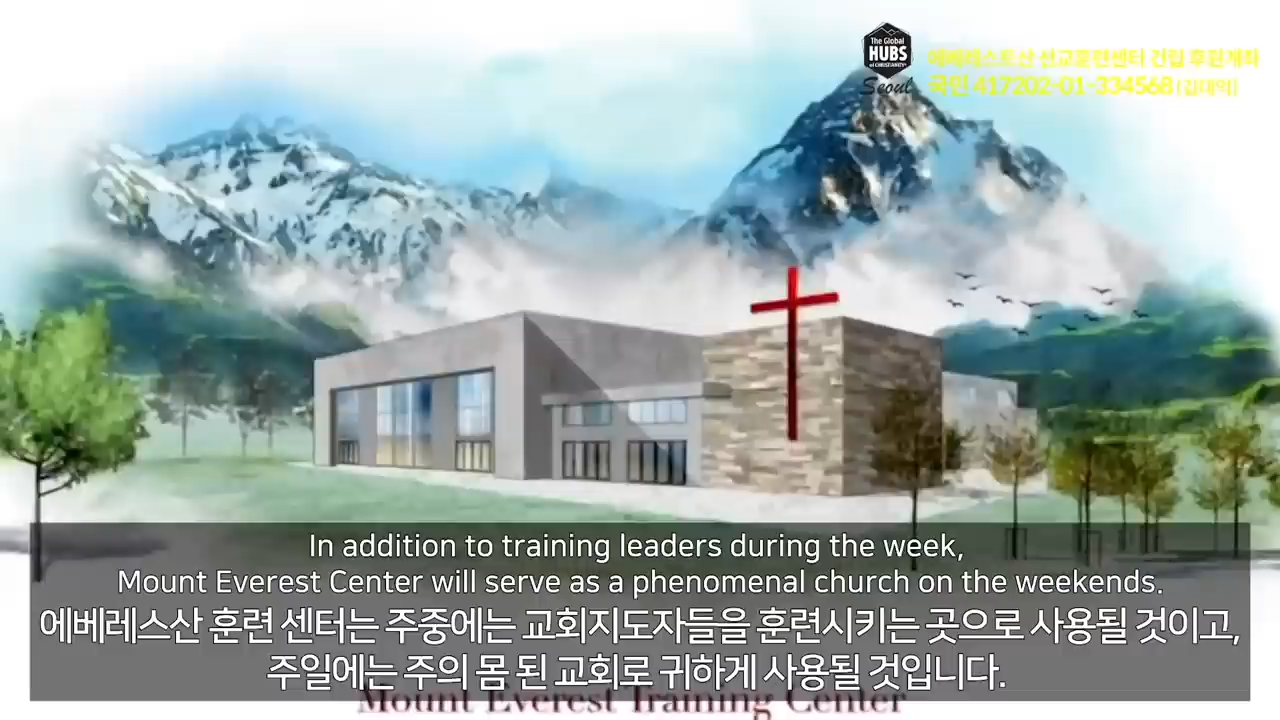 The Global
HUBS
of CHRISTIANITY
Seoul
에베레스트산 선교훈련센터 건립 후원계좌
국민 417202-01-334568 (김대억)
In addition to training leaders during the week,
Mount Everest Center will serve as a phenomenal church on the weekends.
에베레스산 훈련 센터는 주중에는 교회지도자들을 훈련시키는 곳으로 사용될 것이고,
주일에는 주의 몸 된 교회로 귀하게 사용될 것입니다.
Mount Everest Training Center